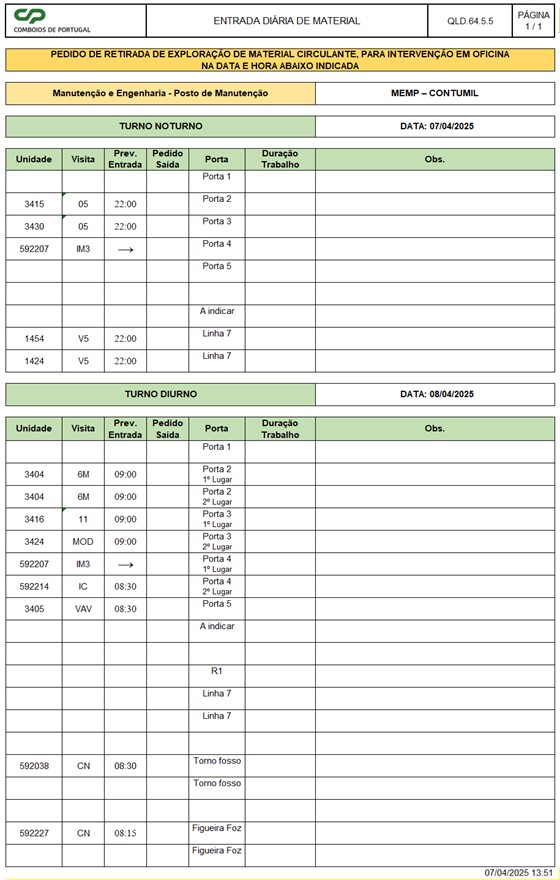 CP
COMBOIOS DE PORTUGAL
ENTRADA DIÁRIA DE MATERIAL
QLD.64.5.5
PÁGINA
1 / 1
PEDIDO DE RETIRADA DE EXPLORAÇÃO DE MATERIAL CIRCULANTE, PARA INTERVENÇÃO EM OFICINA
NA DATA E HORA ABAIXO INDICADA
Manutenção e Engenharia - Posto de Manutenção
MEMP – CONTUMIL
TURNO NOTURNO
DATA: 07/04/2025
Unidade Visita Prev. Entrada Pedido Saída Porta Duração Trabalho Obs.
Porta 1
3415 05 22:00 Porta 2
3430 05 22:00 Porta 3
592207 IM3 → Porta 4
Porta 5
A indicar
1454 V5 22:00 Linha 7
1424 V5 22:00 Linha 7
TURNO DIURNO
DATA: 08/04/2025
Unidade Visita Prev. Entrada Pedido Saída Porta Duração Trabalho Obs.
Porta 1
3404 6M 09:00 Porta 2 1º Lugar
3404 6M 09:00 Porta 2 2º Lugar
3416 11 09:00 Porta 3 1º Lugar
3424 MOD 09:00 Porta 3 2º Lugar
592207 IM3 → Porta 4 1º Lugar
592214 IC 08:30 Porta 4 2º Lugar
3405 VAV 08:30 Porta 5
A indicar
R1
Linha 7
Linha 7
592038 CN 08:30 Torno fosso
Torno fosso
592227 CN 08:15 Figueira Foz
Figueira Foz
07/04/2025 13:51